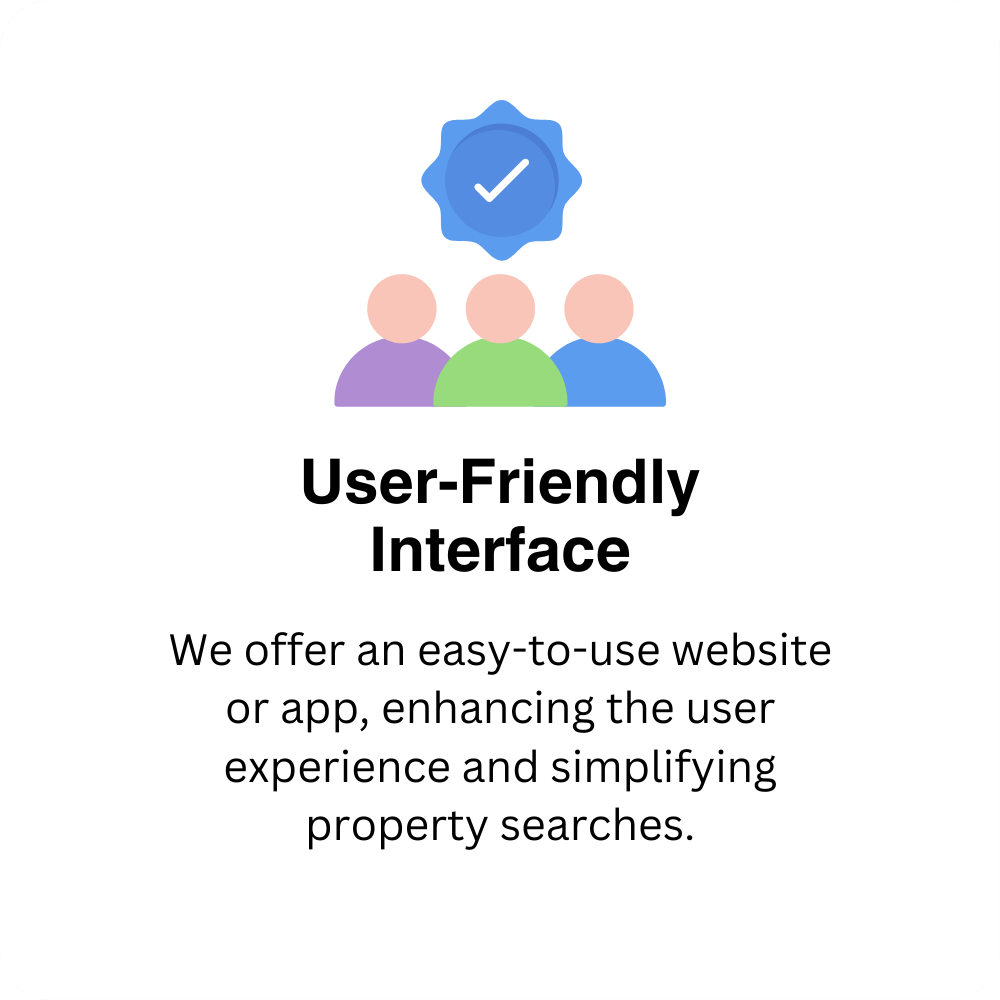 User-Friendly
Interface
We offer an easy-to-use website
or app, enhancing the user
experience and simplifying
property searches.